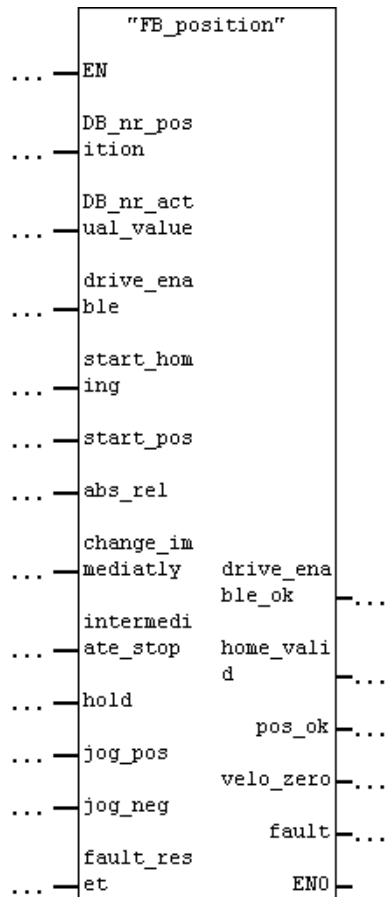 "FB_position"
... EN
DB_nr_pos
... ition
DB_nr_act
... ual_value
drive_ena
... ble
start_hom
... ing
... start_pos
... abs_rel
change_im
... mediatly drive_ena
ble_ok ...
intermedi
... ate_stop home_vali
d ...
... hold
pos_ok ...
... jog_pos
velo_zero ...
... jog_neg
fault ...
fault_res
... et ENO